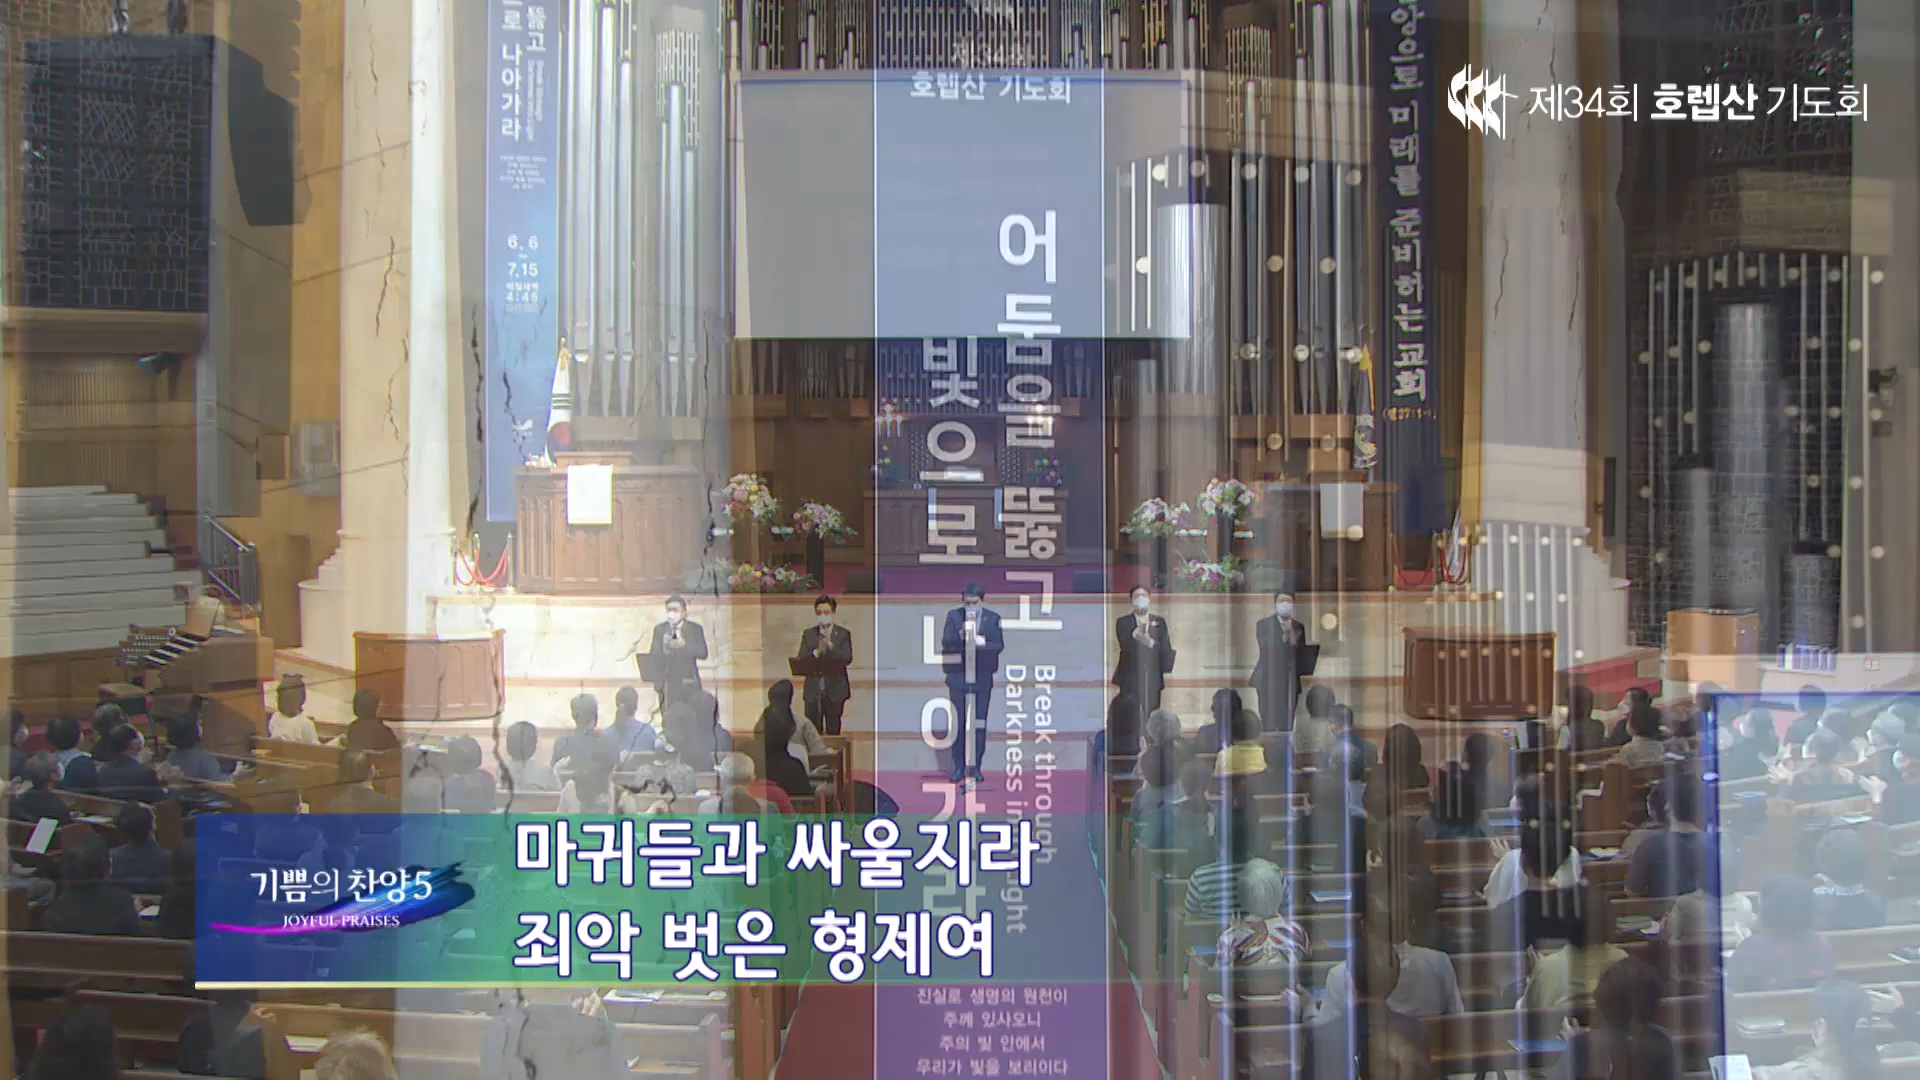 제34회 호렙산 기도회
제34회
호렙산 기도회
어둠을 뚫고
빛으로 나아가라
Break through
Darkness in
ght
진실로 생명의 원천이
주께 있사오니
주의 빛 안에서
우리가 빛을 보리이다
뚫고
으로 나아가라
6.6
~
7.15
4:45
앙으로 미래를 준비하는 교회
기쁨의 찬양5
JOYFUL PRAISES
마귀들과 싸울지라
죄악 벗은 형제여